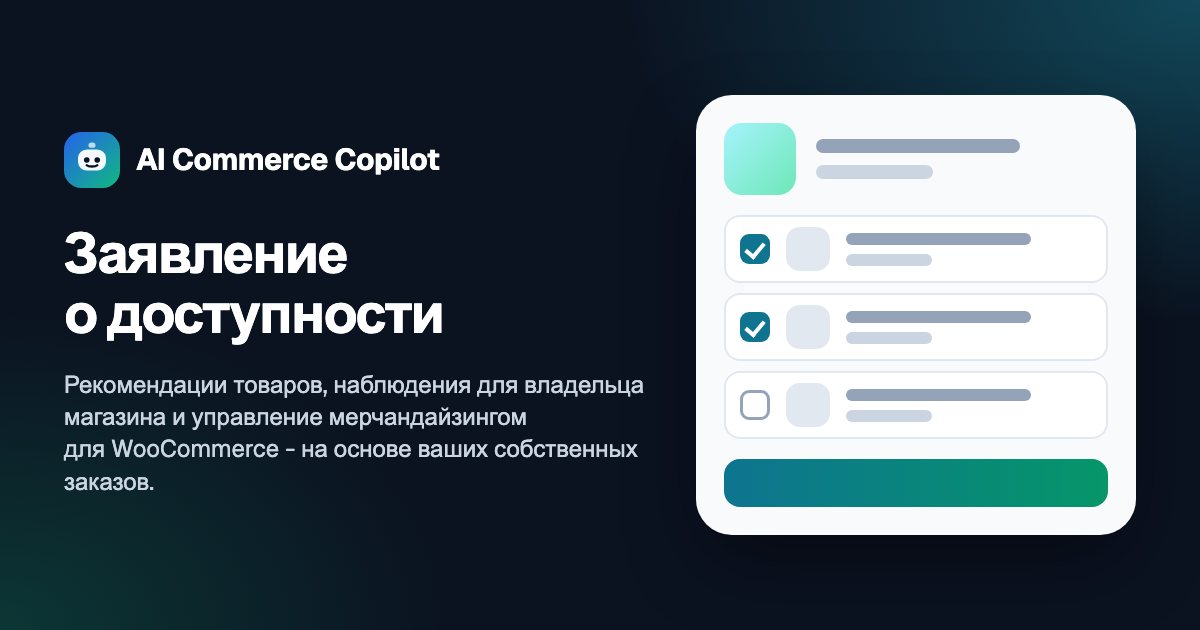 AI Commerce Copilot
Заявление
о доступности
Рекомендации товаров, наблюдения для владельца
магазина и управление мерчандайзингом
для WooCommerce - на основе ваших собственных
заказов.